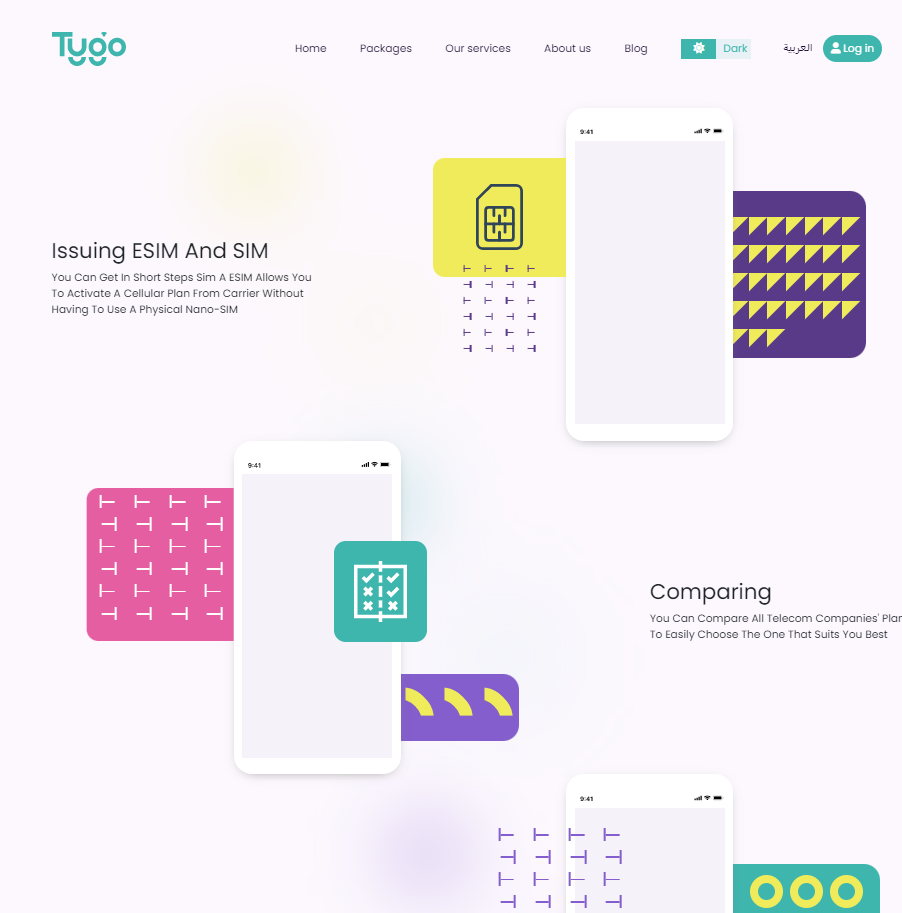 Tygo
Home Packages Our services About us Blog Dark العربية Log in
9:41
Issuing ESIM And SIM
You Can Get In Short Steps Sim A ESIM Allows You
To Activate A Cellular Plan From Carrier Without
Having To Use A Physical Nano-SIM
9:41
Comparing
You Can Compare All Telecom Companies' Plan
To Easily Choose The One That Suits You Best
9:41